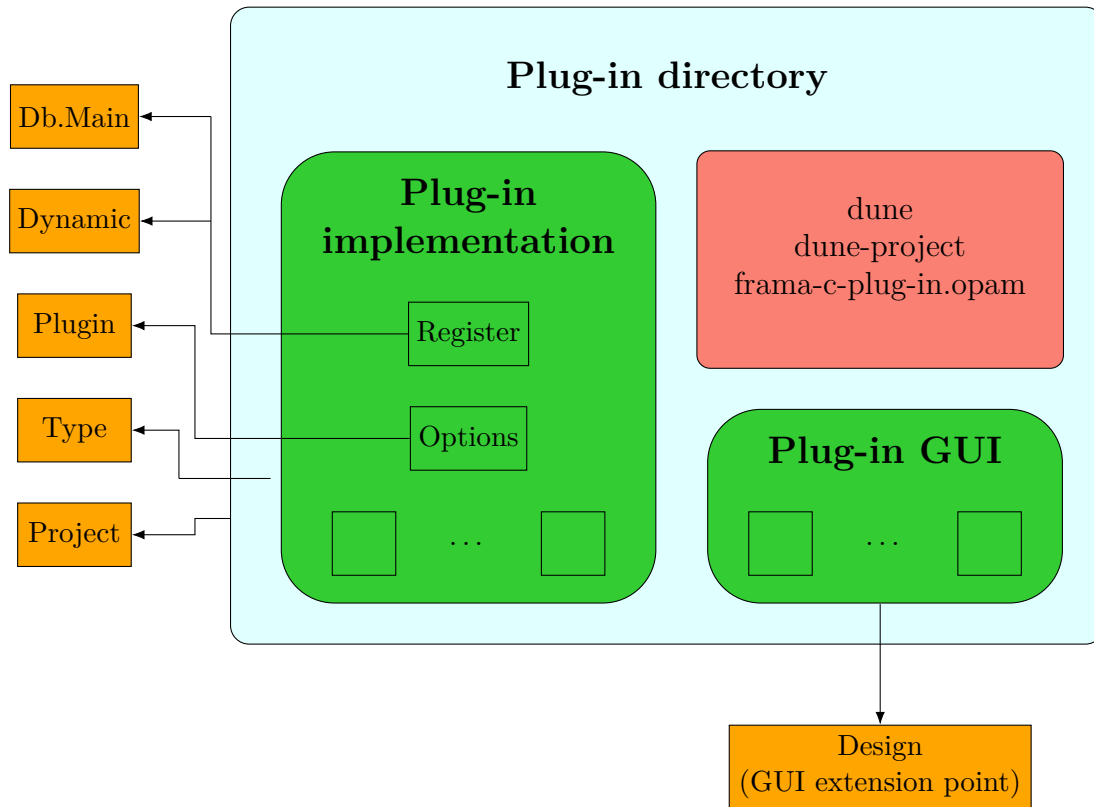 Plug-in directory
Db.Main
Dynamic
Plugin
Type
Project
Plug-in
implementation
Register
Options
...
dune
dune-project
frama-c-plug-in.opam
Plug-in GUI
...
Design
(GUI extension point)